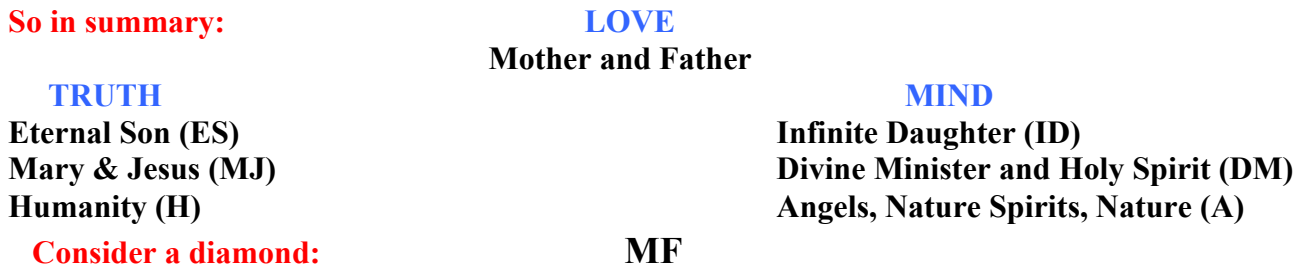 So in summary: LOVE
Mother and Father
TRUTH MIND
Eternal Son (ES) Infinite Daughter (ID)
Mary & Jesus (MJ) Divine Minister and Holy Spirit (DM)
Humanity (H) Angels, Nature Spirits, Nature (A)
Consider a diamond: MF